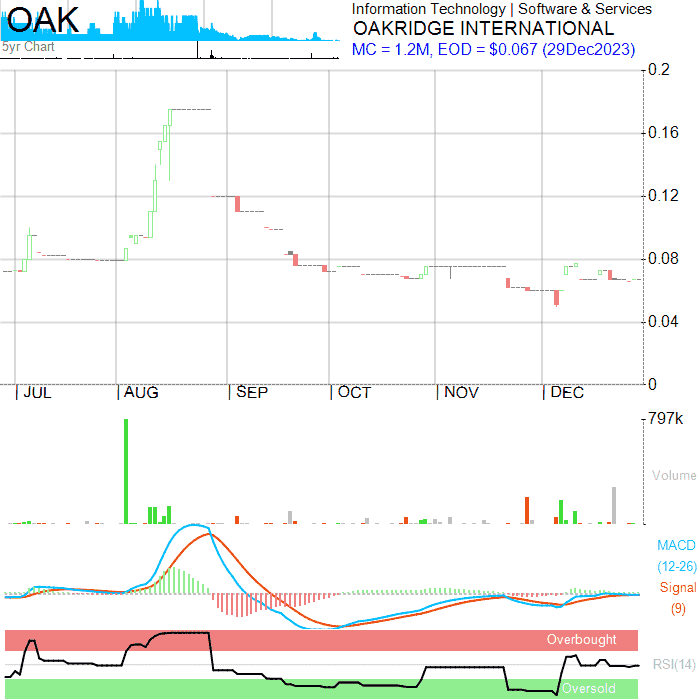 OAK
5yr Chart
Information Technology | Software & Services
OAKRIDGE INTERNATIONAL
MC = 1.2M, EOD = $0.067 (29Dec2023)
0.2
0.16
0.12
0.08
0.04
0
JUL
AUG
SEP
OCT
NOV
DEC
797k
Volume
MACD
(12-26)
Signal
(9)
Overbought
RSI(14)
Oversold